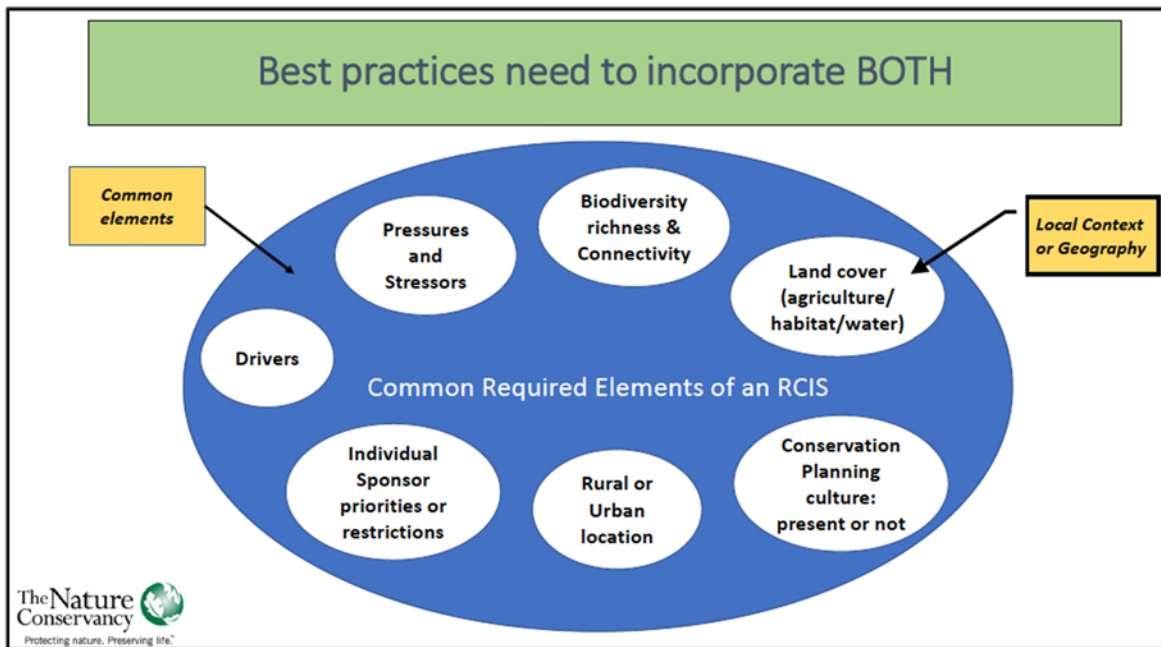 Best practices need to incorporate BOTH
Common
elements
Pressures
and
Stressors
Biodiversity
richness &
Connectivity
Local Context
or Geography
Land cover
(agriculture/
habitat/water)
Drivers
Common Required Elements of an RCIS
Individual
Sponsor
priorities or
restrictions
Rural or
Urban
location
Conservation
Planning
culture:
present or not
The Nature
Conservancy
Protecting nature. Preserving life.™